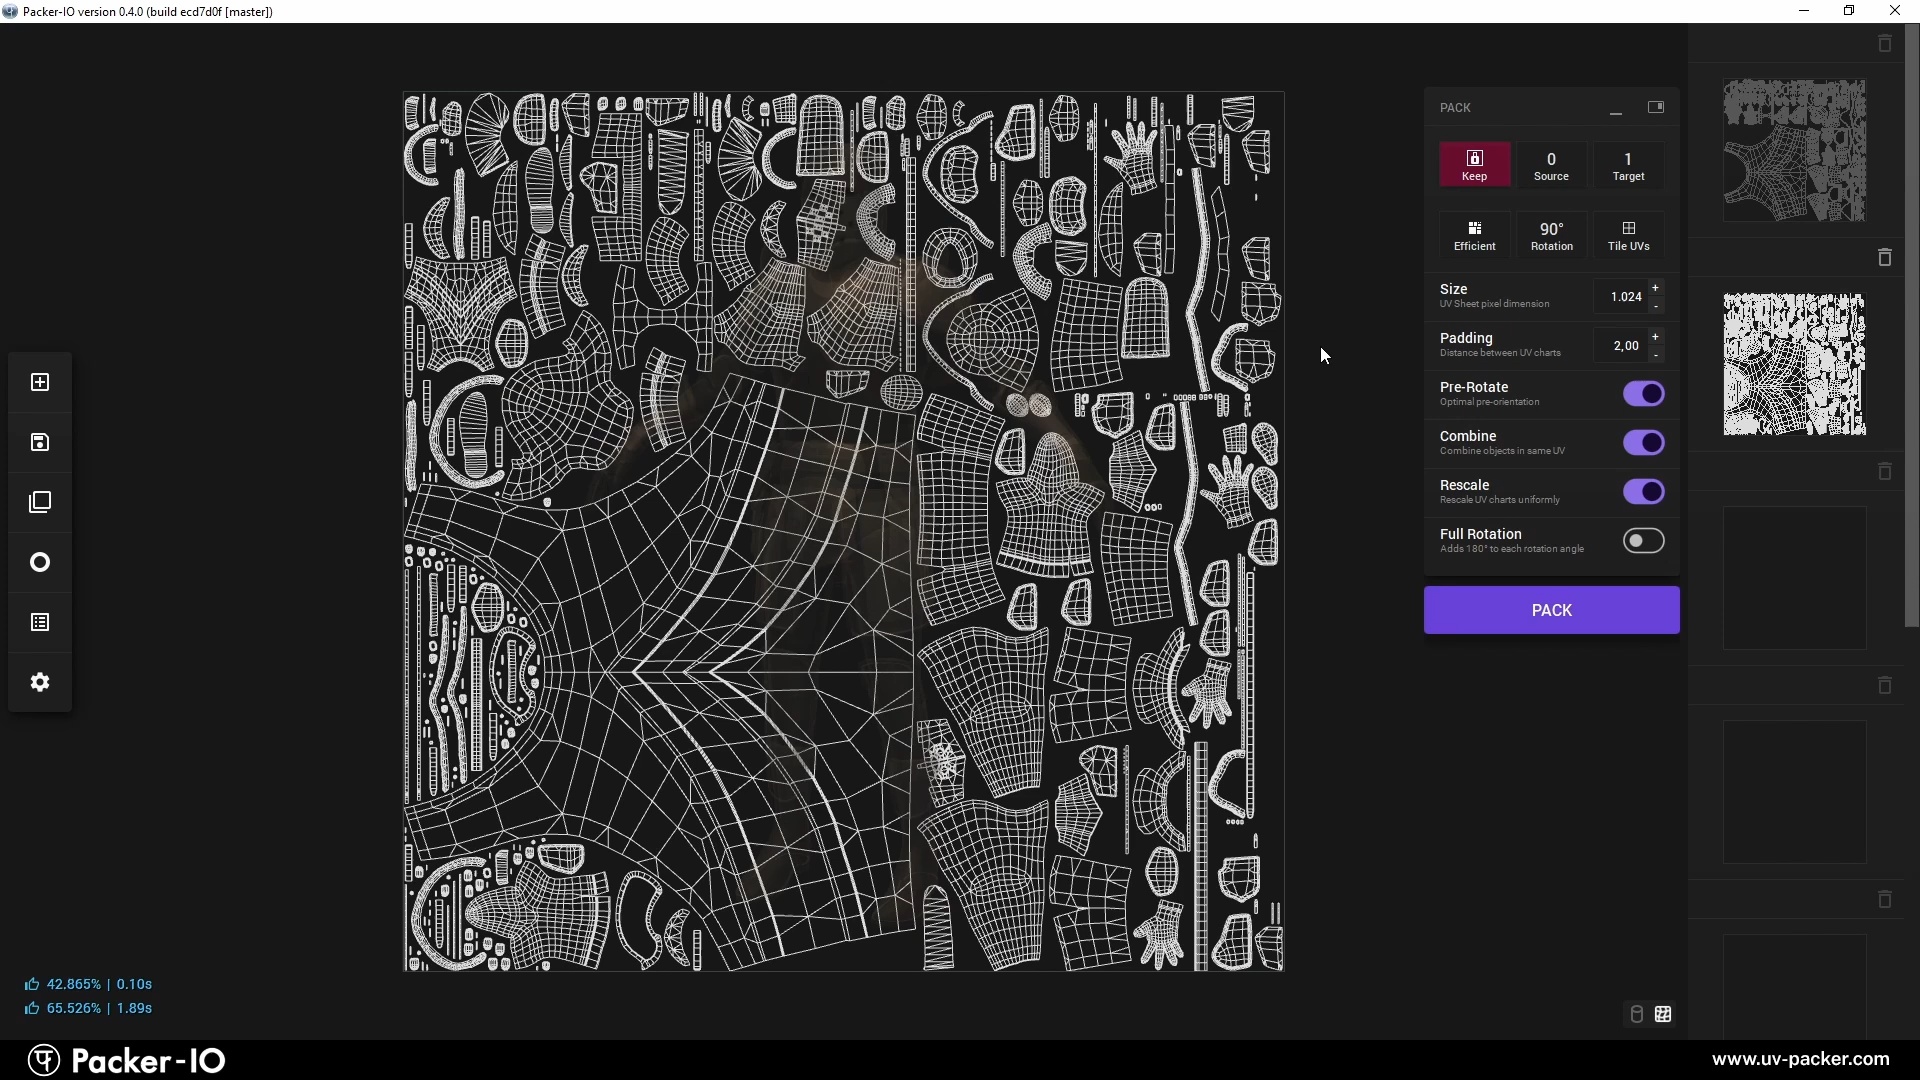 Packer-IO version 0.4.0 (build ecd7d0f [master])
PACK
Keep
0
Source
1
Target
Efficient
90°
Rotation
Tile UVs
Size
UV Sheet pixel dimension
1.024
+
-
Padding
Distance between UV charts
2,00
+
-
Pre-Rotate
Optimal pre-orientation
Combine
Combine objects in same UV
Rescale
Rescale UV charts uniformly
Full Rotation
Adds 180° to each rotation angle
PACK
42.865% | 0.10s
65.526% | 1.89s
Packer-IO
www.uv-packer.com